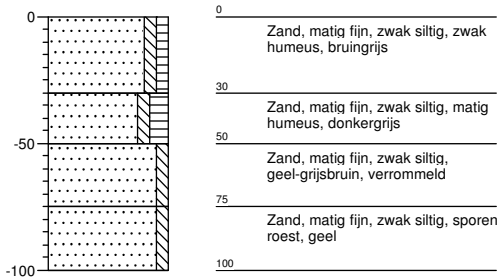 0
-50
-100
0
Zand, matig fijn, zwak siltig, zwak
humeus, bruingrijs
30
Zand, matig fijn, zwak siltig, matig
humeus, donkergrijs
50
Zand, matig fijn, zwak siltig,
geel-grijsbruin, verrommeld
75
Zand, matig fijn, zwak siltig, sporen
roest, geel
100